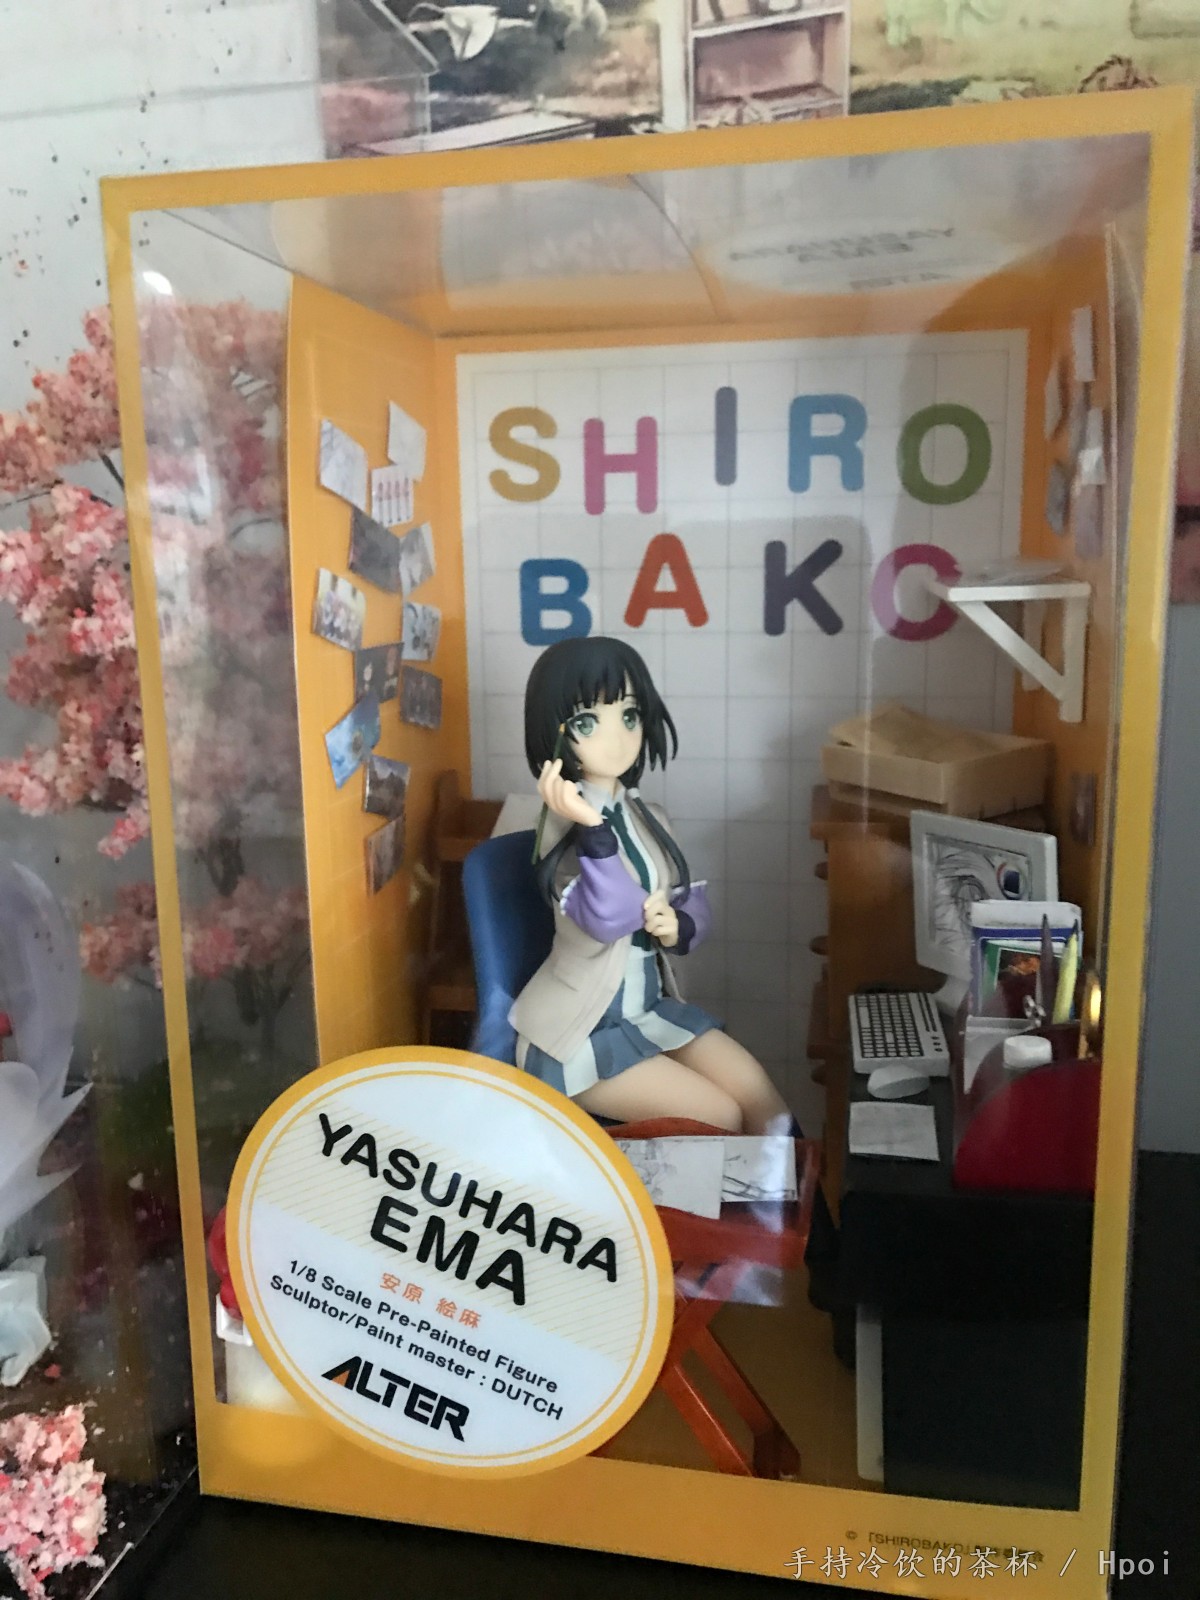 SHIRO
BAKO
YASUHARA
EMA
安原 絵麻
1/8 Scale Pre-Painted Figure
Sculptor/Paint master : DUTCH
ALTER
手持冷饮的茶杯 / Hpoi